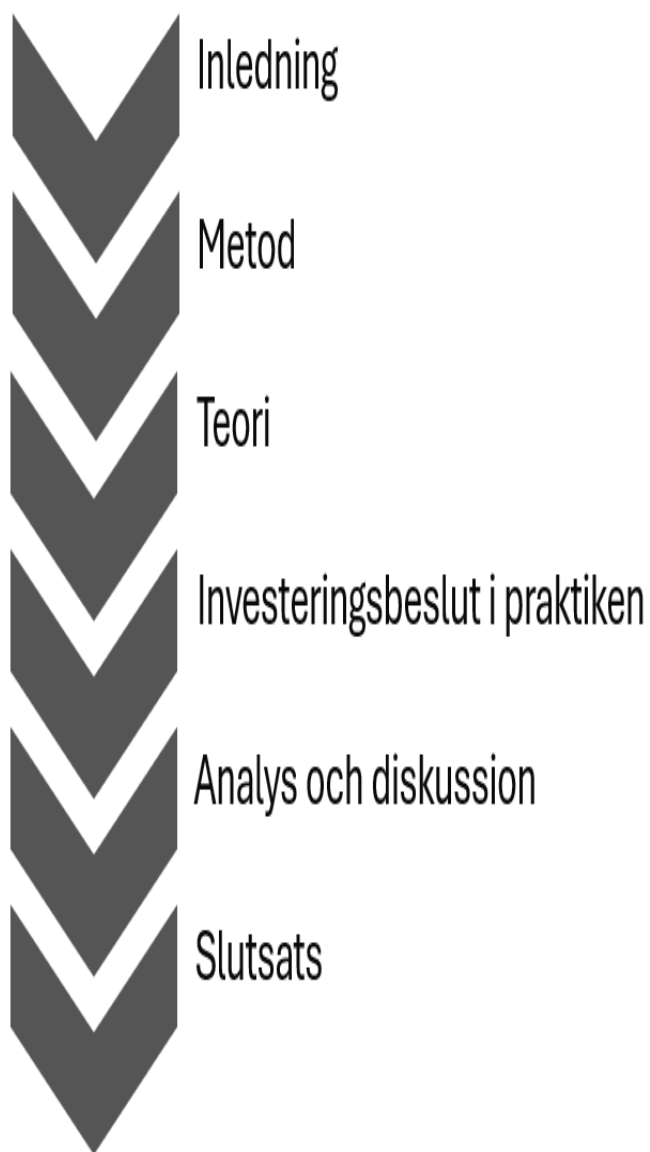 Inledning
Metod
Teori
Investeringsbeslut i praktiken
Analys och diskussion
Slutsats